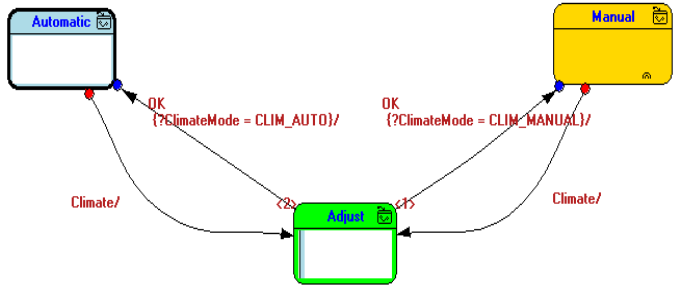 Automatic
Manual
OK
{?ClimateMode = CLIM_AUTO}/
OK
{?ClimateMode = CLIM_MANUAL}/
Climate/
Climate/
<2>
<1>
Adjust